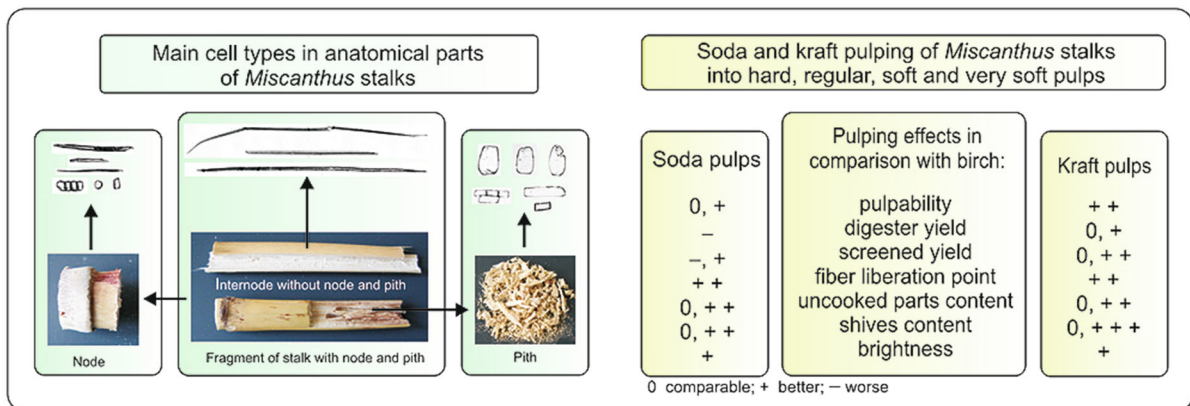 Main cell types in anatomical parts
of Miscanthus stalks
Internode without node and pith
Fragment of stalk with node and pith
Node
Pith
Soda and kraft pulping of Miscanthus stalks
into hard, regular, soft and very soft pulps
Soda pulps
0, +
–
–, +
+ +
0, + +
0, + +
+
Pulping effects in
comparison with birch:
pulpability
digester yield
screened yield
fiber liberation point
uncooked parts content
shives content
brightness
Kraft pulps
+ +
0, +
0, + +
+ +
0, + +
0, + + +
+
0 comparable; + better; – worse